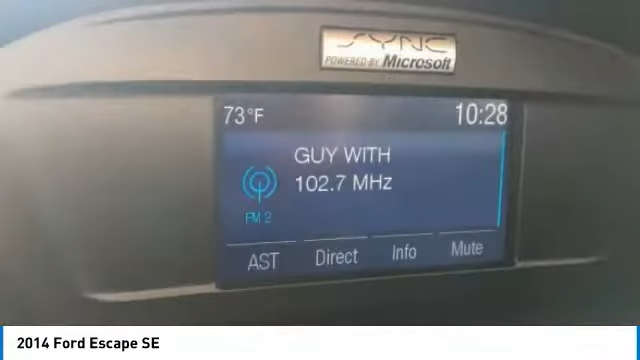 SYNC
POWERED BY Microsoft
73°F 10:28
GUY WITH
102.7 MHz
FM 2
AST Direct Info Mute
2014 Ford Escape SE